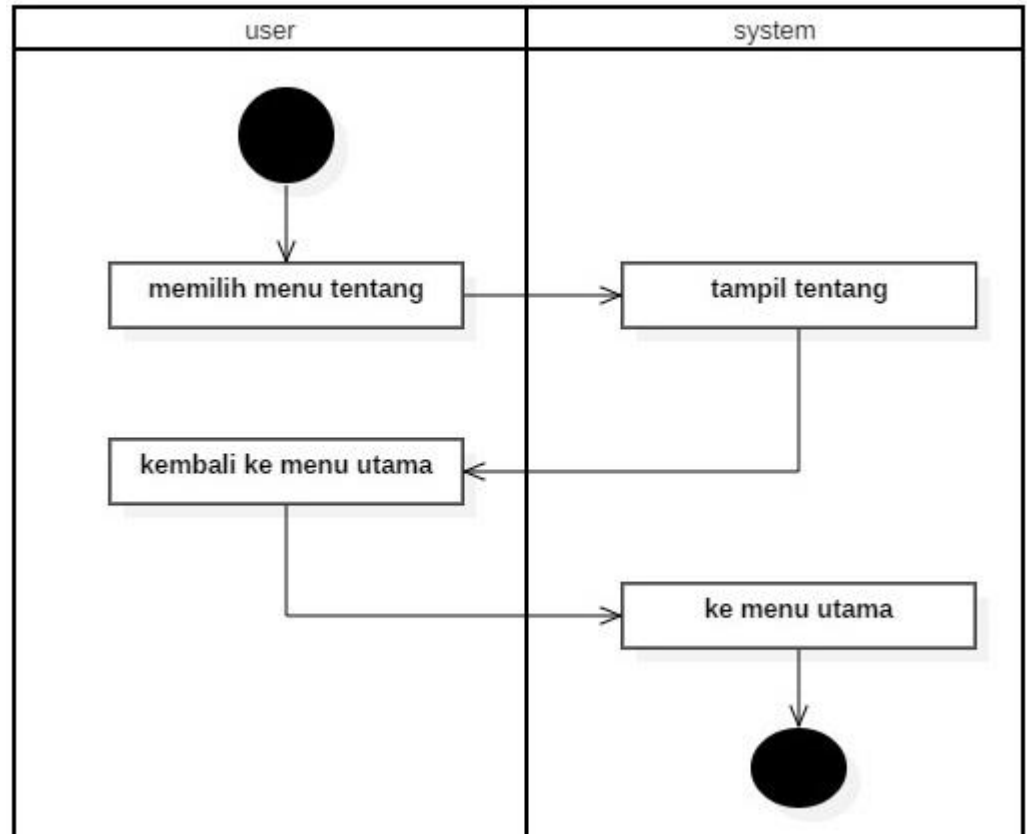 user
system
memilih menu tentang
tampil tentang
kembali ke menu utama
ke menu utama